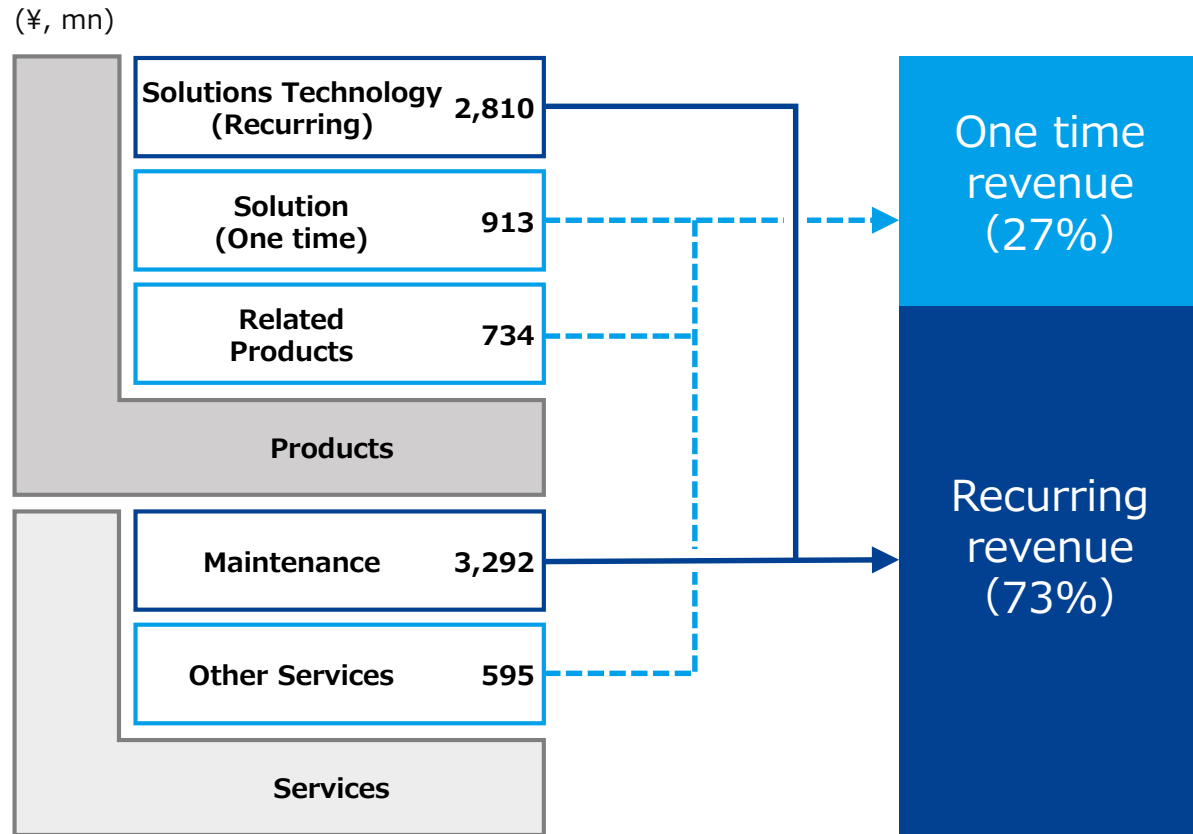 (¥, mn)
Solutions Technology
(Recurring)
2,810
Solution
(One time)
913
Related
Products
734
Products
Maintenance
3,292
Other Services
595
Services
One time
revenue
（27%）
Recurring
revenue
（73%）